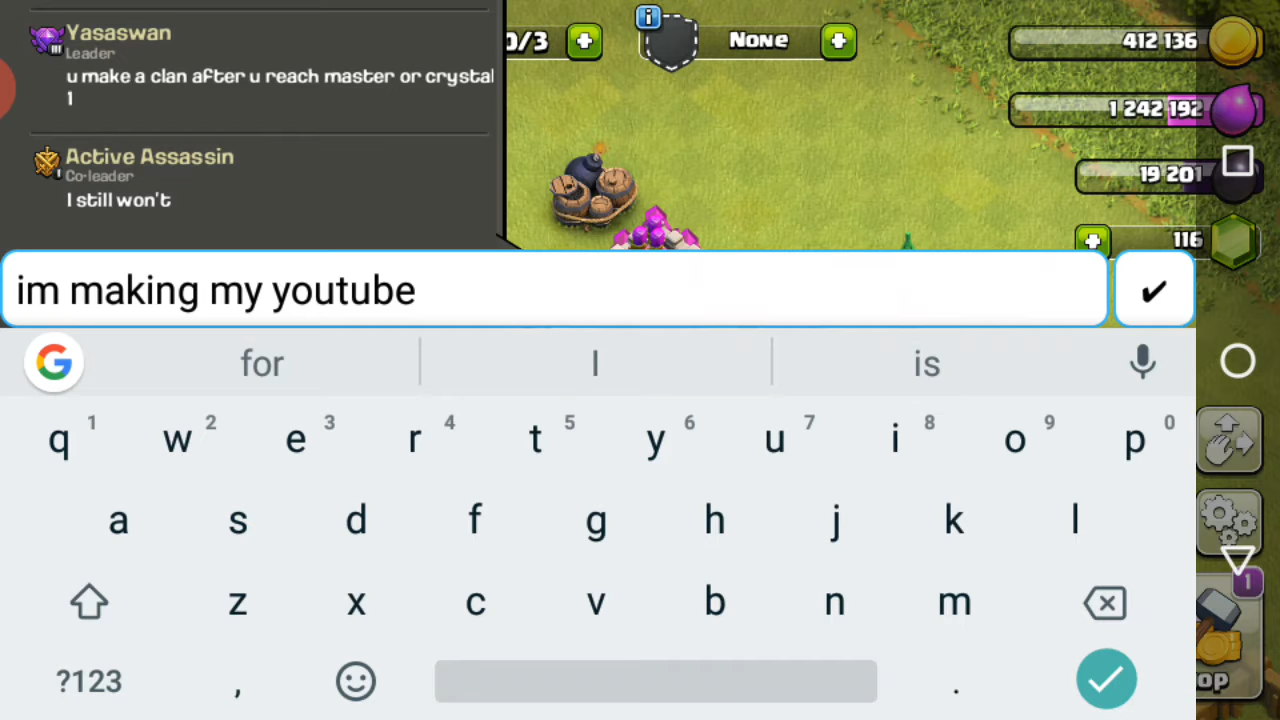 Yasaswan
Leader
u make a clan after u reach master or crystal
1
Active Assassin
Co-leader
I still won't
0/3
None
412 136
1 242 192
19 201
116
im making my youtube
for I is
q 1 w 2 e 3 r 4 t 5 y 6 u 7 i 8 o 9 p 0
a s d f g h j k l
z x c v b n m
?123 , .
1
OP